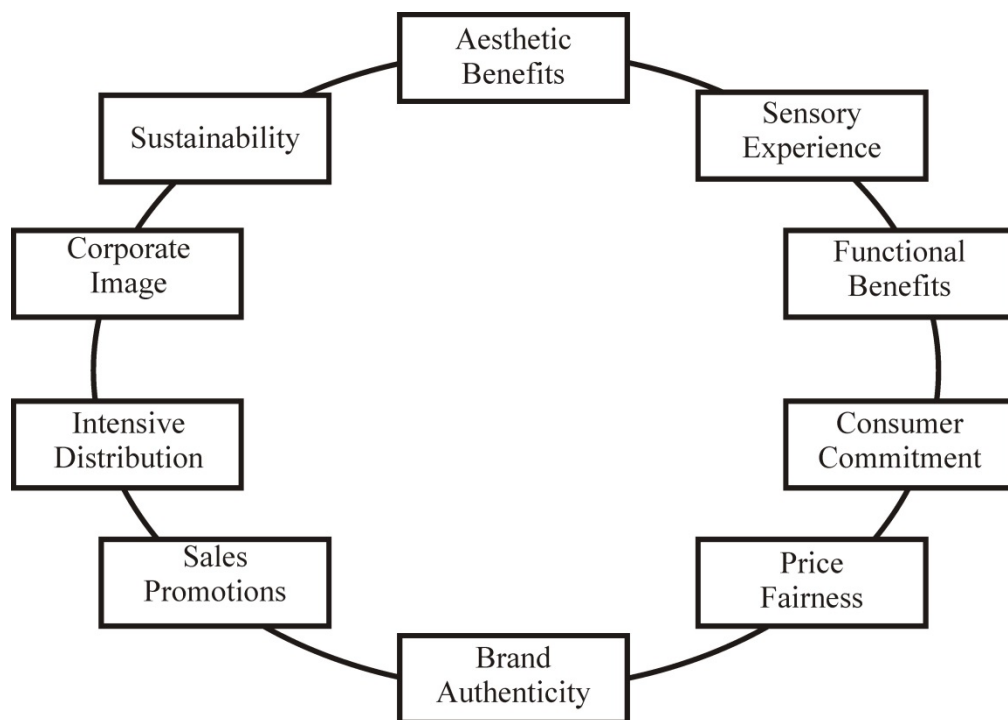 Aesthetic
Benefits
Sensory
Experience
Functional
Benefits
Consumer
Commitment
Price
Fairness
Brand
Authenticity
Sales
Promotions
Intensive
Distribution
Corporate
Image
Sustainability